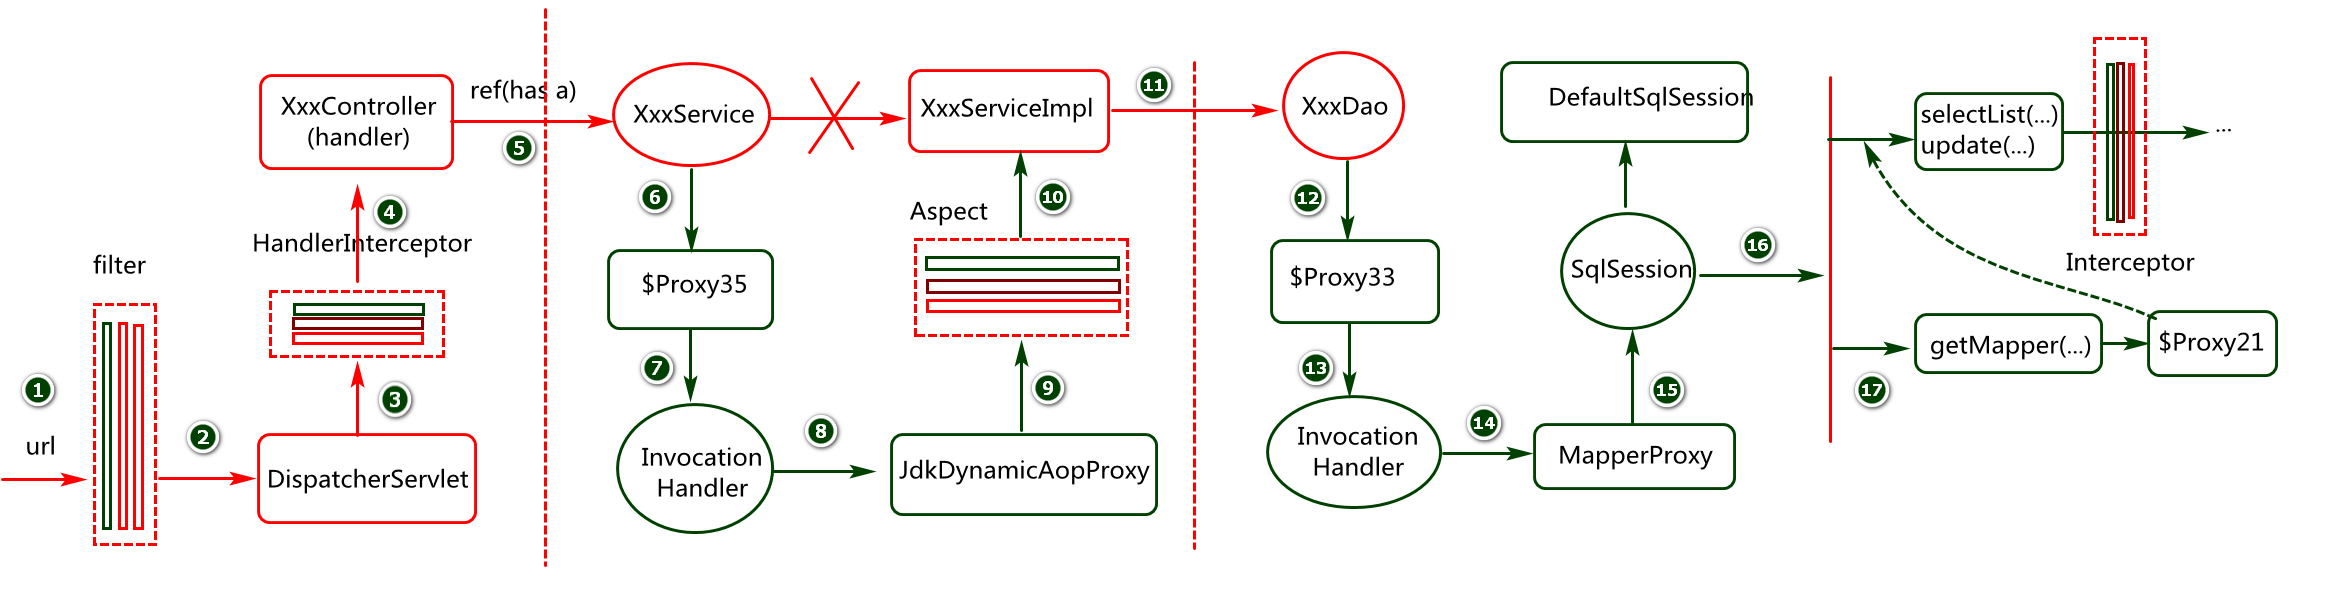 1
url
filter
2
DispatcherServlet
3
HandlerInterceptor
4
XxxController
(handler)
ref(has a)
5
XxxService
6
$Proxy35
7
Invocation
Handler
8
JdkDynamicAopProxy
9
Aspect
10
XxxServiceImpl
11
XxxDao
12
$Proxy33
13
Invocation
Handler
14
MapperProxy
15
SqlSession
DefaultSqlSession
16
17
selectList(...)
update(...)
...
Interceptor
getMapper(...)
$Proxy21